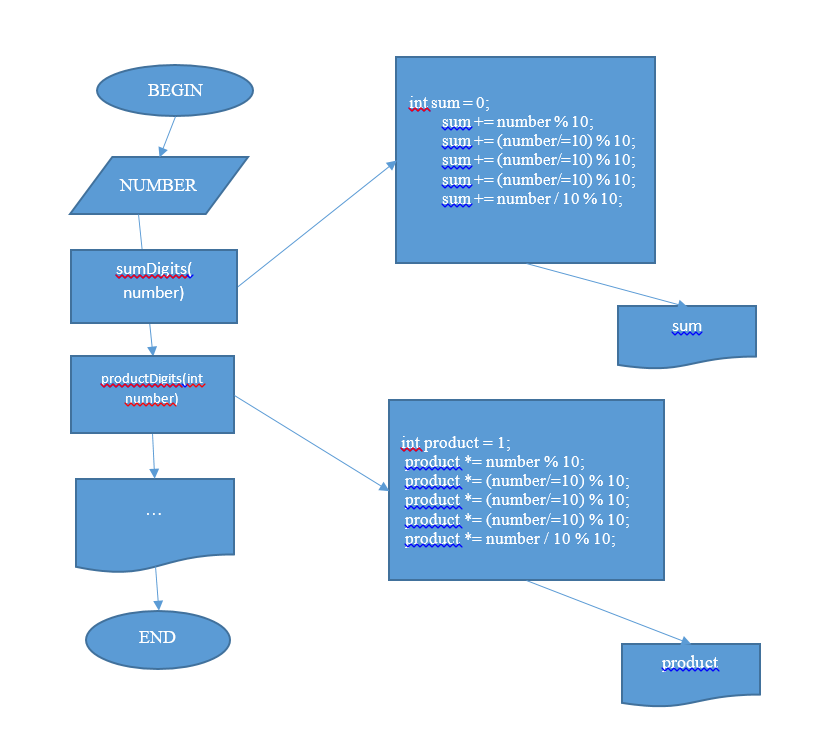 BEGIN
NUMBER
sumDigits(
number)
productDigits(int
number)
...
END
int sum = 0;
sum += number % 10;
sum += (number/=10) % 10;
sum += (number/=10) % 10;
sum += (number/=10) % 10;
sum += number / 10 % 10;
sum
int product = 1;
product *= number % 10;
product *= (number/=10) % 10;
product *= (number/=10) % 10;
product *= (number/=10) % 10;
product *= number / 10 % 10;
product